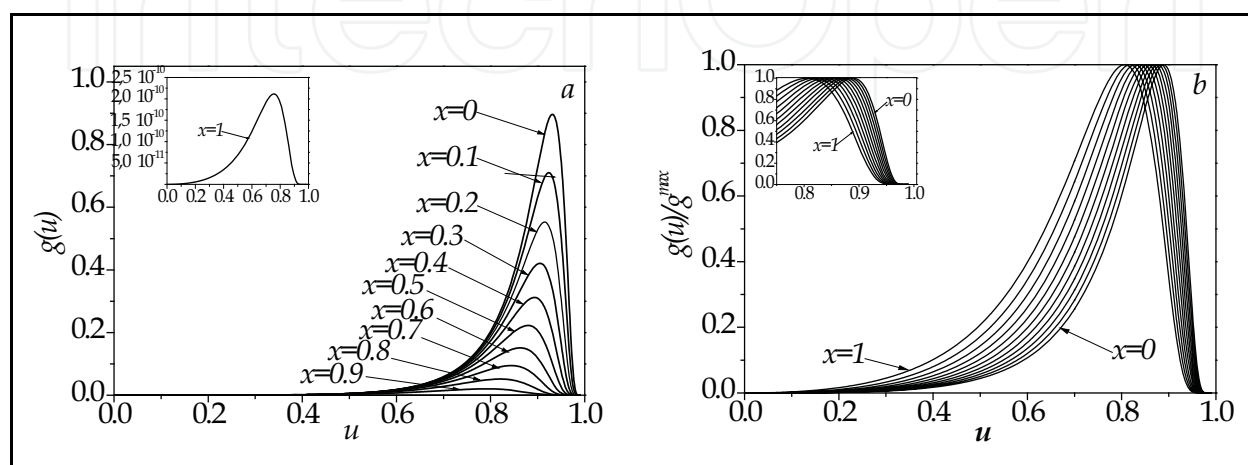 IntechOpen
a
g(u)
1.0
0.8
0.6
0.4
0.2
0.0
0.0 0.2 0.4 0.6 0.8 1.0
u
x=0
x=0.1
x=0.2
x=0.3
x=0.4
x=0.5
x=0.6
x=0.7
x=0.8
x=0.9
2,5 10⁻¹⁰
2,0 10⁻¹⁰
1,5 10⁻¹⁰
1,0 10⁻¹⁰
5,0 10⁻¹¹
x=1
0.0 0.2 0.4 0.6 0.8 1.0
b
g(u)/gᵐᵃˣ
1.0
0.8
0.6
0.4
0.2
0.0
0.0 0.2 0.4 0.6 0.8 1.0
u
x=1
x=0
1.0
0.8
0.6
0.4
0.2
0.0
0.8 0.9 1.0
x=0
x=1